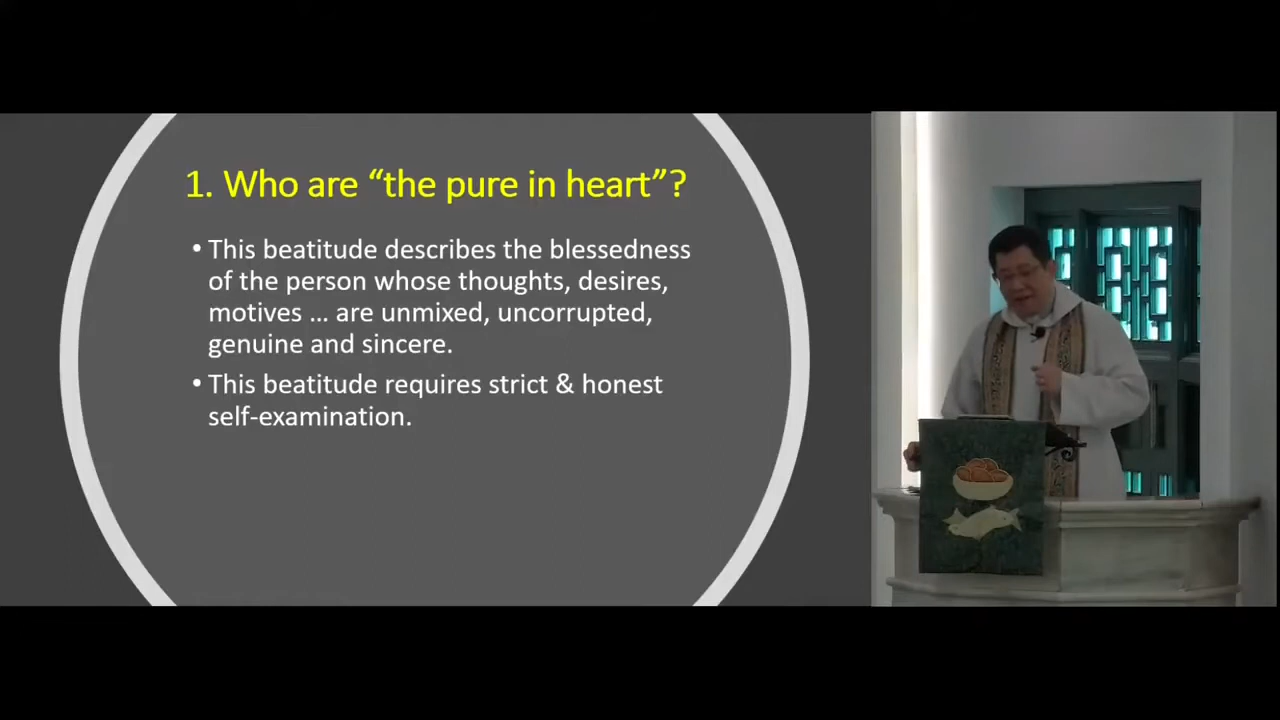 1. Who are “the pure in heart”?
• This beatitude describes the blessedness
of the person whose thoughts, desires,
motives … are unmixed, uncorrupted,
genuine and sincere.
• This beatitude requires strict & honest
self-examination.